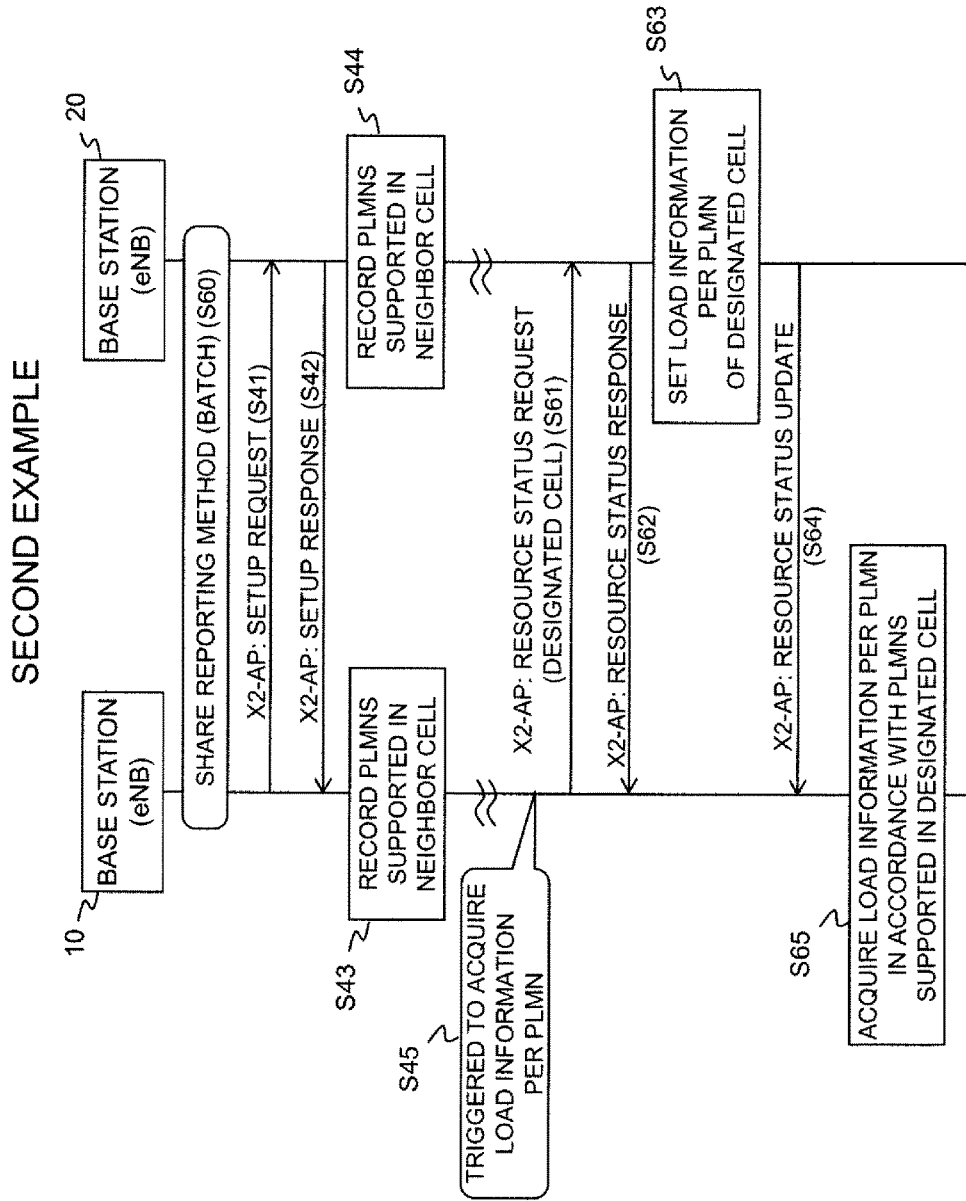 SECOND EXAMPLE
10
BASE STATION
(eNB)
20
BASE STATION
(eNB)
SHARE REPORTING METHOD (BATCH) (S60)
X2-AP: SETUP REQUEST (S41)
X2-AP: SETUP RESPONSE (S42)
S43
RECORD PLMNS
SUPPORTED IN
NEIGHBOR CELL
S44
RECORD PLMNS
SUPPORTED IN
NEIGHBOR CELL
S45
TRIGGERED TO ACQUIRE
LOAD INFORMATION
PER PLMN
X2-AP: RESOURCE STATUS REQUEST
(DESIGNATED CELL) (S61)
X2-AP: RESOURCE STATUS RESPONSE
(S62)
S63
SET LOAD INFORMATION
PER PLMN
OF DESIGNATED CELL
X2-AP: RESOURCE STATUS UPDATE
(S64)
S65
ACQUIRE LOAD INFORMATION PER PLMN
IN ACCORDANCE WITH PLMNS
SUPPORTED IN DESIGNATED CELL